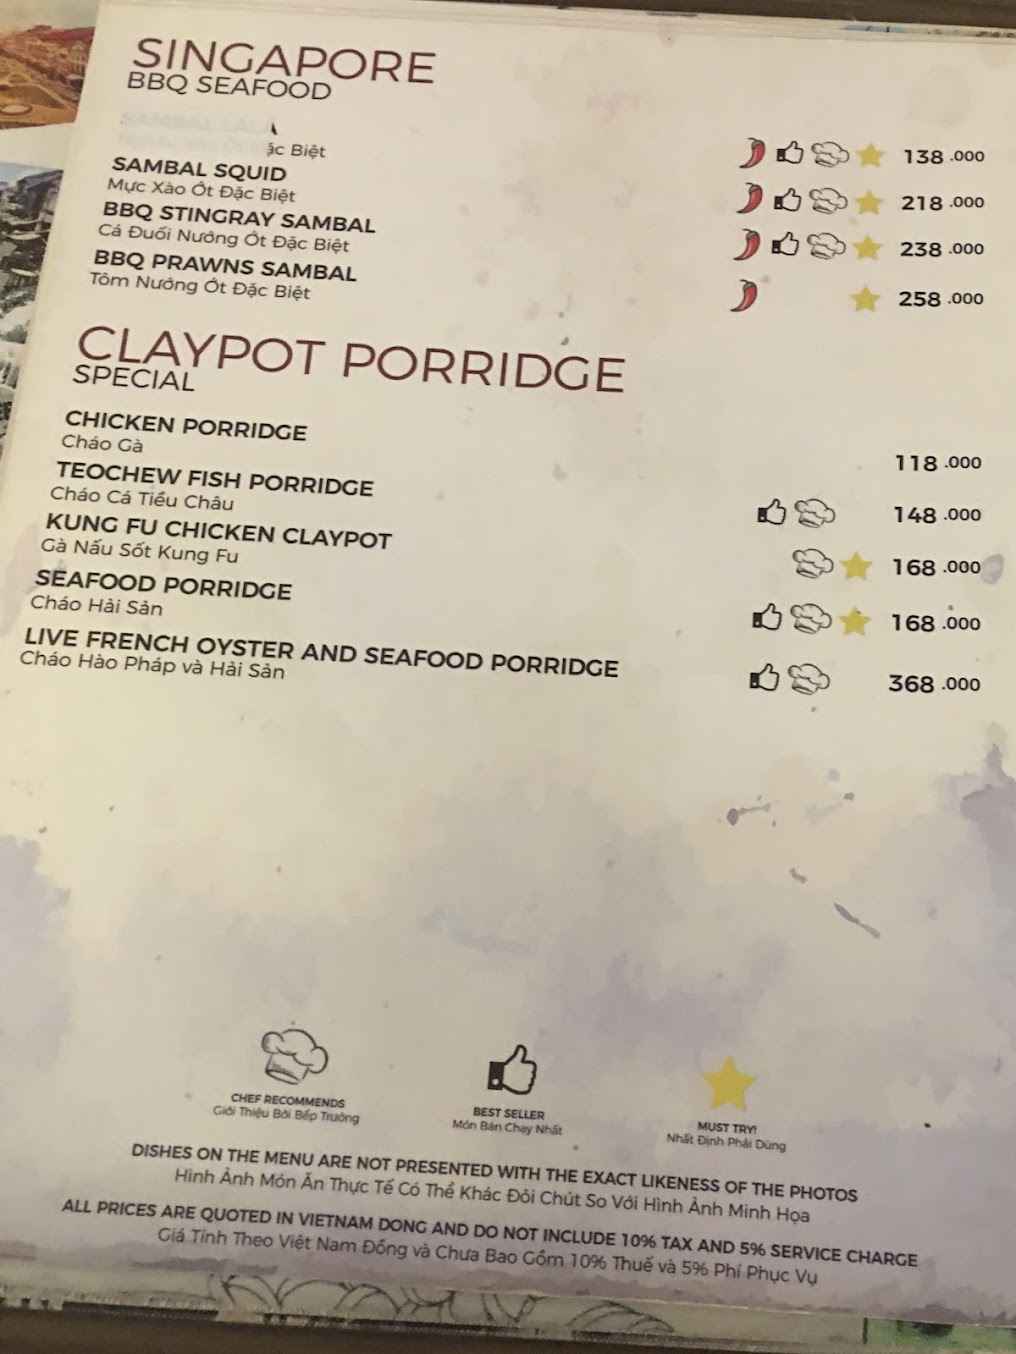 SINGAPORE
BBQ SEAFOOD
SAMBAL LALA
ặc Biệt
138 .000
SAMBAL SQUID
Mực Xào Ớt Đặc Biệt
218 .000
BBQ STINGRAY SAMBAL
Cá Đuối Nướng Ớt Đặc Biệt
238 .000
BBQ PRAWNS SAMBAL
Tôm Nướng Ớt Đặc Biệt
258 .000
CLAYPOT PORRIDGE
SPECIAL
CHICKEN PORRIDGE
Cháo Gà
118 .000
TEOCHEW FISH PORRIDGE
Cháo Cá Tiều Châu
148 .000
KUNG FU CHICKEN CLAYPOT
Gà Nấu Sốt Kung Fu
168 .000
SEAFOOD PORRIDGE
Cháo Hải Sản
168 .000
LIVE FRENCH OYSTER AND SEAFOOD PORRIDGE
Cháo Hào Pháp và Hải Sản
368 .000
CHEF RECOMMENDS
Giới Thiệu Bởi Bếp Trưởng
BEST SELLER
Món Bán Chạy Nhất
MUST TRY!
Nhất Định Phải Dùng
DISHES ON THE MENU ARE NOT PRESENTED WITH THE EXACT LIKENESS OF THE PHOTOS
Hình Ảnh Món Ăn Thực Tế Có Thể Khác Đôi Chút So Với Hình Ảnh Minh Họa
ALL PRICES ARE QUOTED IN VIETNAM DONG AND DO NOT INCLUDE 10% TAX AND 5% SERVICE CHARGE
Giá Tính Theo Việt Nam Đồng và Chưa Bao Gồm 10% Thuế và 5% Phí Phục Vụ